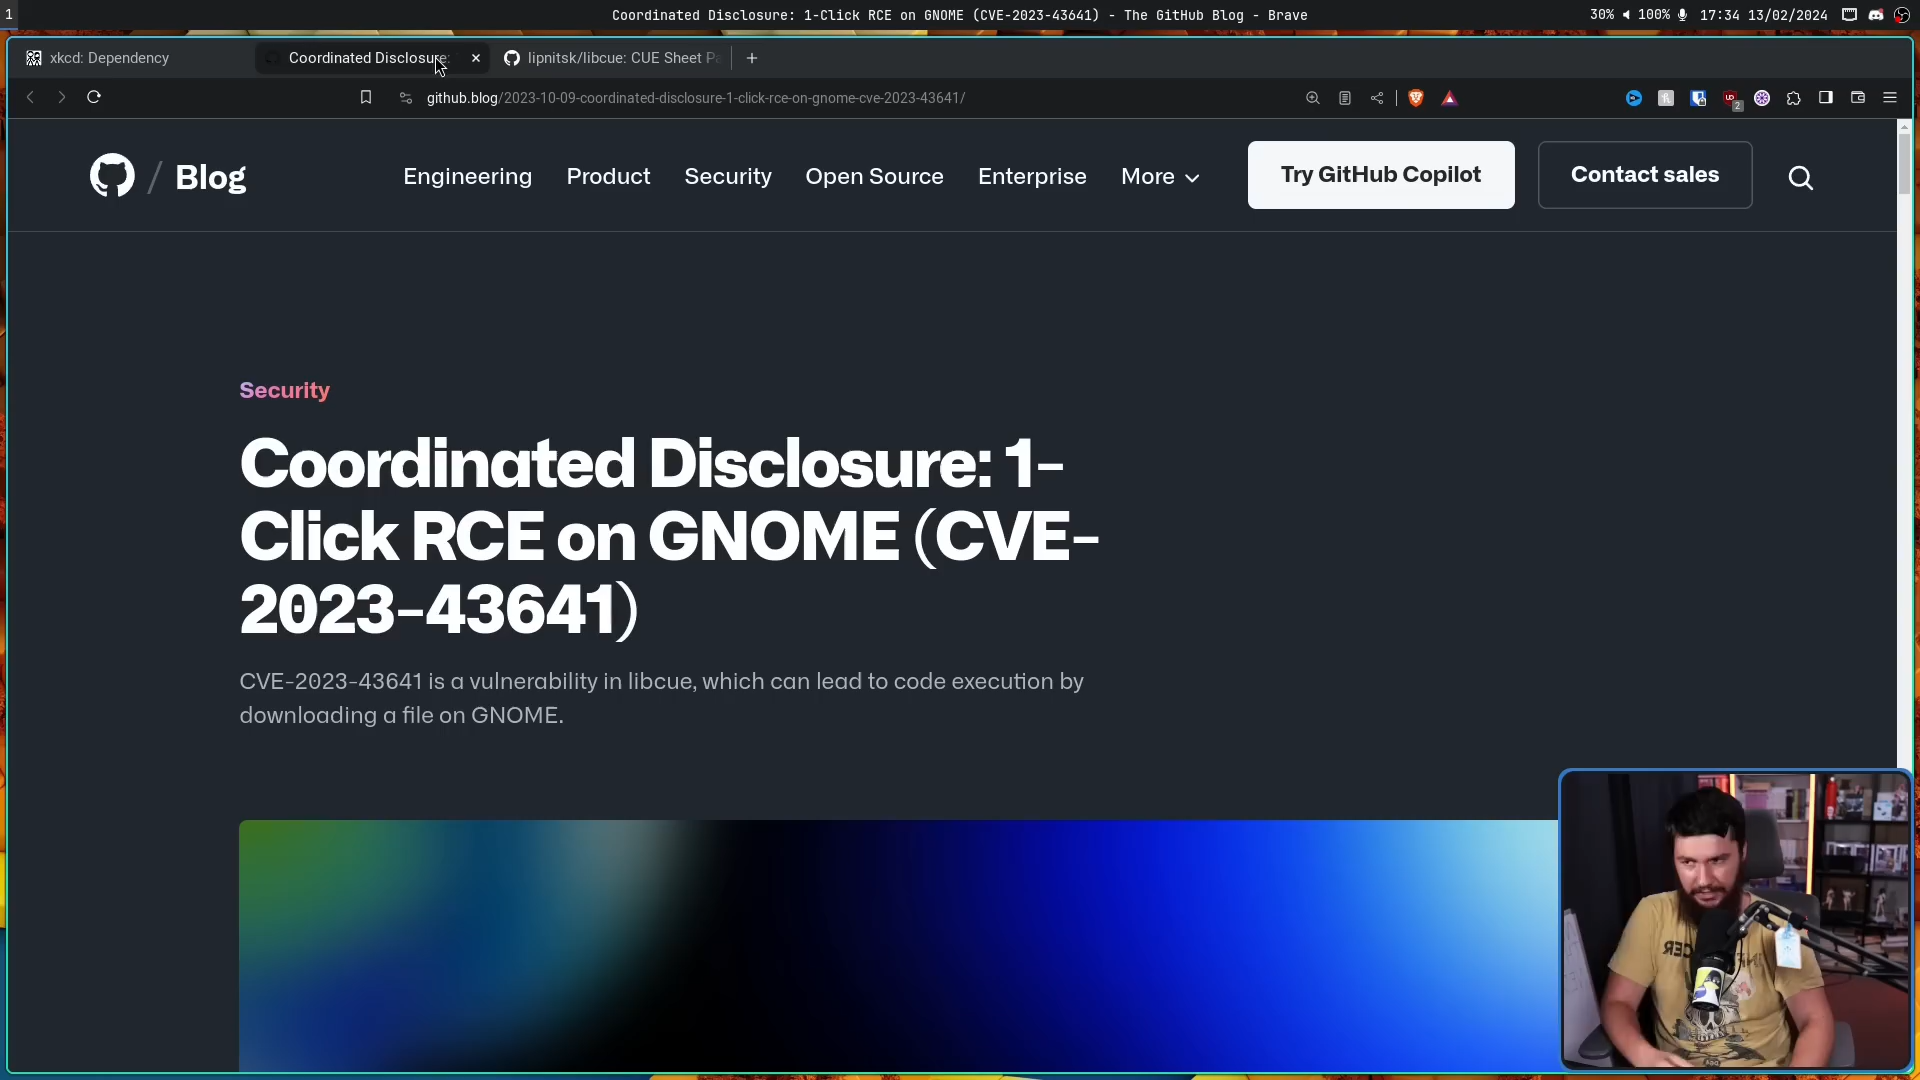 1
Coordinated Disclosure: 1-Click RCE on GNOME (CVE-2023-43641) - The GitHub Blog - Brave
30% 100% 17:34 13/02/2024
xkcd: Dependency
Coordinated Disclosure:
lipnitsk/libcue: CUE Sheet Pa
github.blog/2023-10-09-coordinated-disclosure-1-click-rce-on-gnome-cve-2023-43641/
2
/ Blog
Engineering
Product
Security
Open Source
Enterprise
More
Try GitHub Copilot
Contact sales
Security
Coordinated Disclosure: 1-
Click RCE on GNOME (CVE-
2023-43641)
CVE-2023-43641 is a vulnerability in libcue, which can lead to code execution by
downloading a file on GNOME.